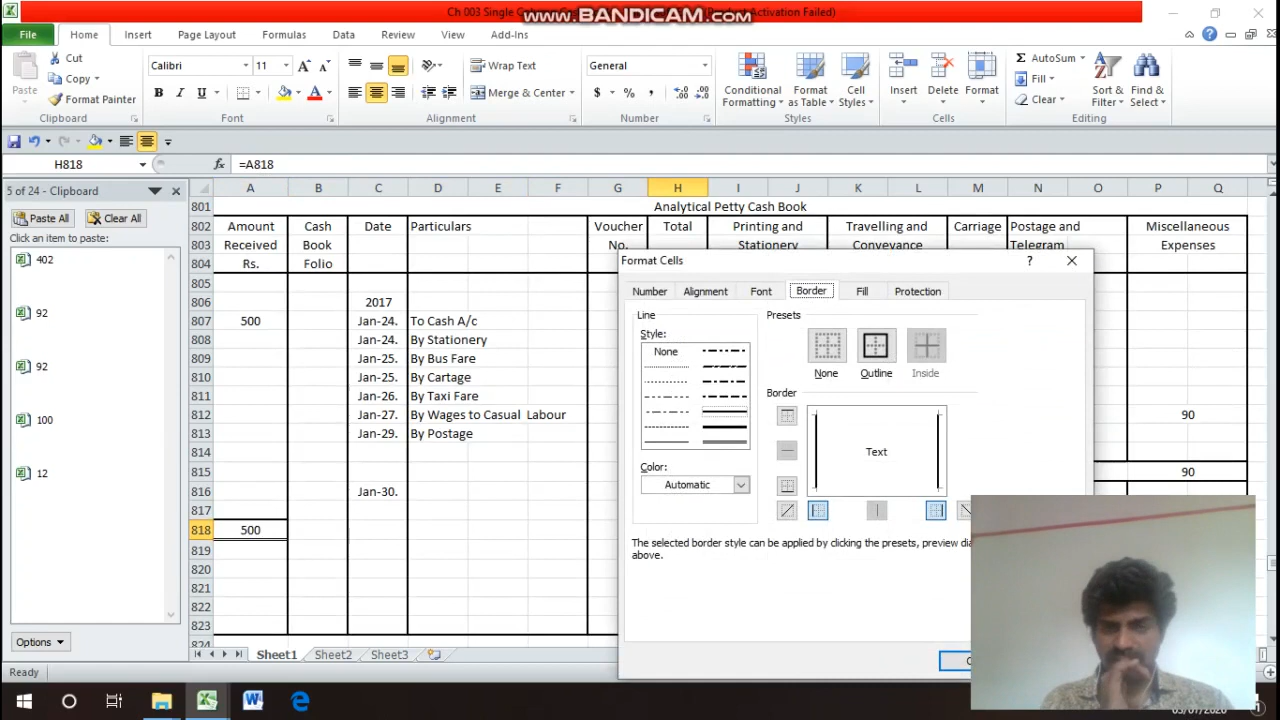 Ch 003 Single Co www.BANDICAM.com Product Activation Failed)
File Home Insert Page Layout Formulas Data Review View Add-Ins
Cut
Copy
Format Painter
Paste
Clipboard
Calibri 11
B I U
Font
Wrap Text
Merge & Center
Alignment
General
$ % ,
Number
Conditional Formatting
Format as Table
Cell Styles
Styles
Insert Delete Format
Cells
Σ AutoSum
Fill
Clear
Sort & Filter
Find & Select
Editing
H818 fx =A818
5 of 24 - Clipboard
Paste All Clear All
Click an item to paste:
402
92
92
100
12
Options
A B C D E F G H I J K L M N O P Q
801 Analytical Petty Cash Book
802 Amount Cash Date Particulars Voucher Total Printing and Travelling and Carriage Postage and Miscellaneous
803 Received Book No. Stationery Conveyance Telegram Expenses
804 Rs. Folio
805
806 2017
807 500 Jan-24. To Cash A/c
808 Jan-24. By Stationery
809 Jan-25. By Bus Fare
810 Jan-25. By Cartage
811 Jan-26. By Taxi Fare
812 Jan-27. By Wages to Casual Labour 90
813 Jan-29. By Postage
814
815 90
816 Jan-30.
817
818 500
819
820
821
822
823
824
Format Cells ?
Number Alignment Font Border Fill Protection
Line
Style:
None
Color:
Automatic
Presets
None Outline Inside
Border
Text
The selected border style can be applied by clicking the presets, preview
above.
Sheet1 Sheet2 Sheet3
Ready